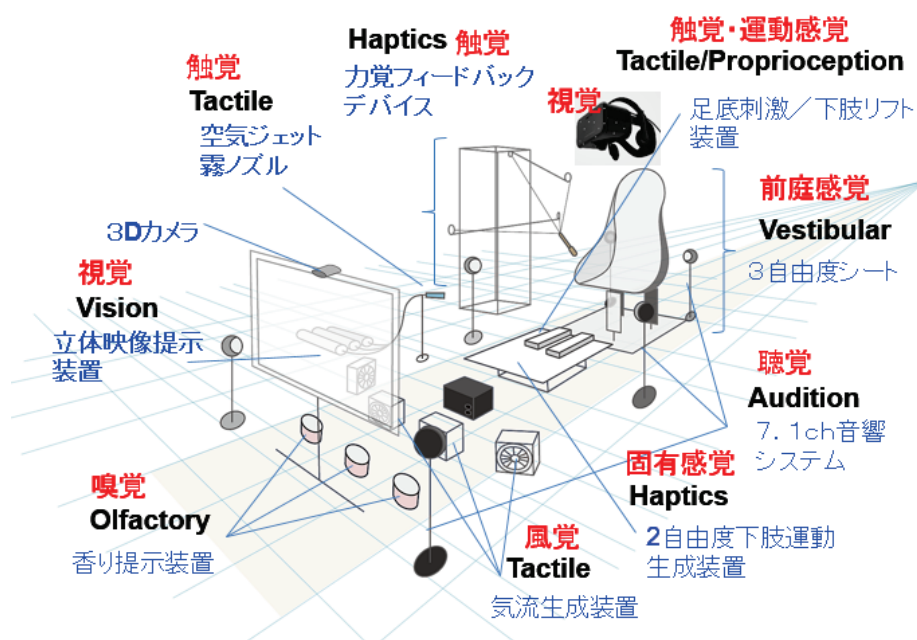 触覚・運動感覚
Tactile/Proprioception
足底刺激／下肢リフト
装置
Haptics 触覚
力覚フィードバック
デバイス
視覚
触覚
Tactile
空気ジェット
霧ノズル
3Dカメラ
視覚
Vision
立体映像提示
装置
前庭感覚
Vestibular
3自由度シート
聴覚
Audition
7.1ch音響
システム
固有感覚
Haptics
2自由度下肢運動
生成装置
嗅覚
Olfactory
香り提示装置
風覚
Tactile
気流生成装置